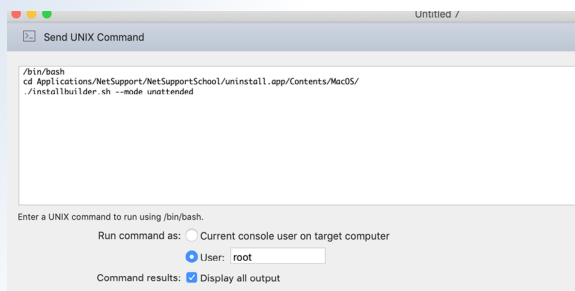 Untitled 7
Send UNIX Command
/bin/bash
cd Applications/NetSupport/NetSupportSchool/uninstall.app/Contents/MacOS/
./installbuilder.sh --mode unattended
Enter a UNIX command to run using /bin/bash.
Run command as: Current console user on target computer
User: root
Command results: Display all output